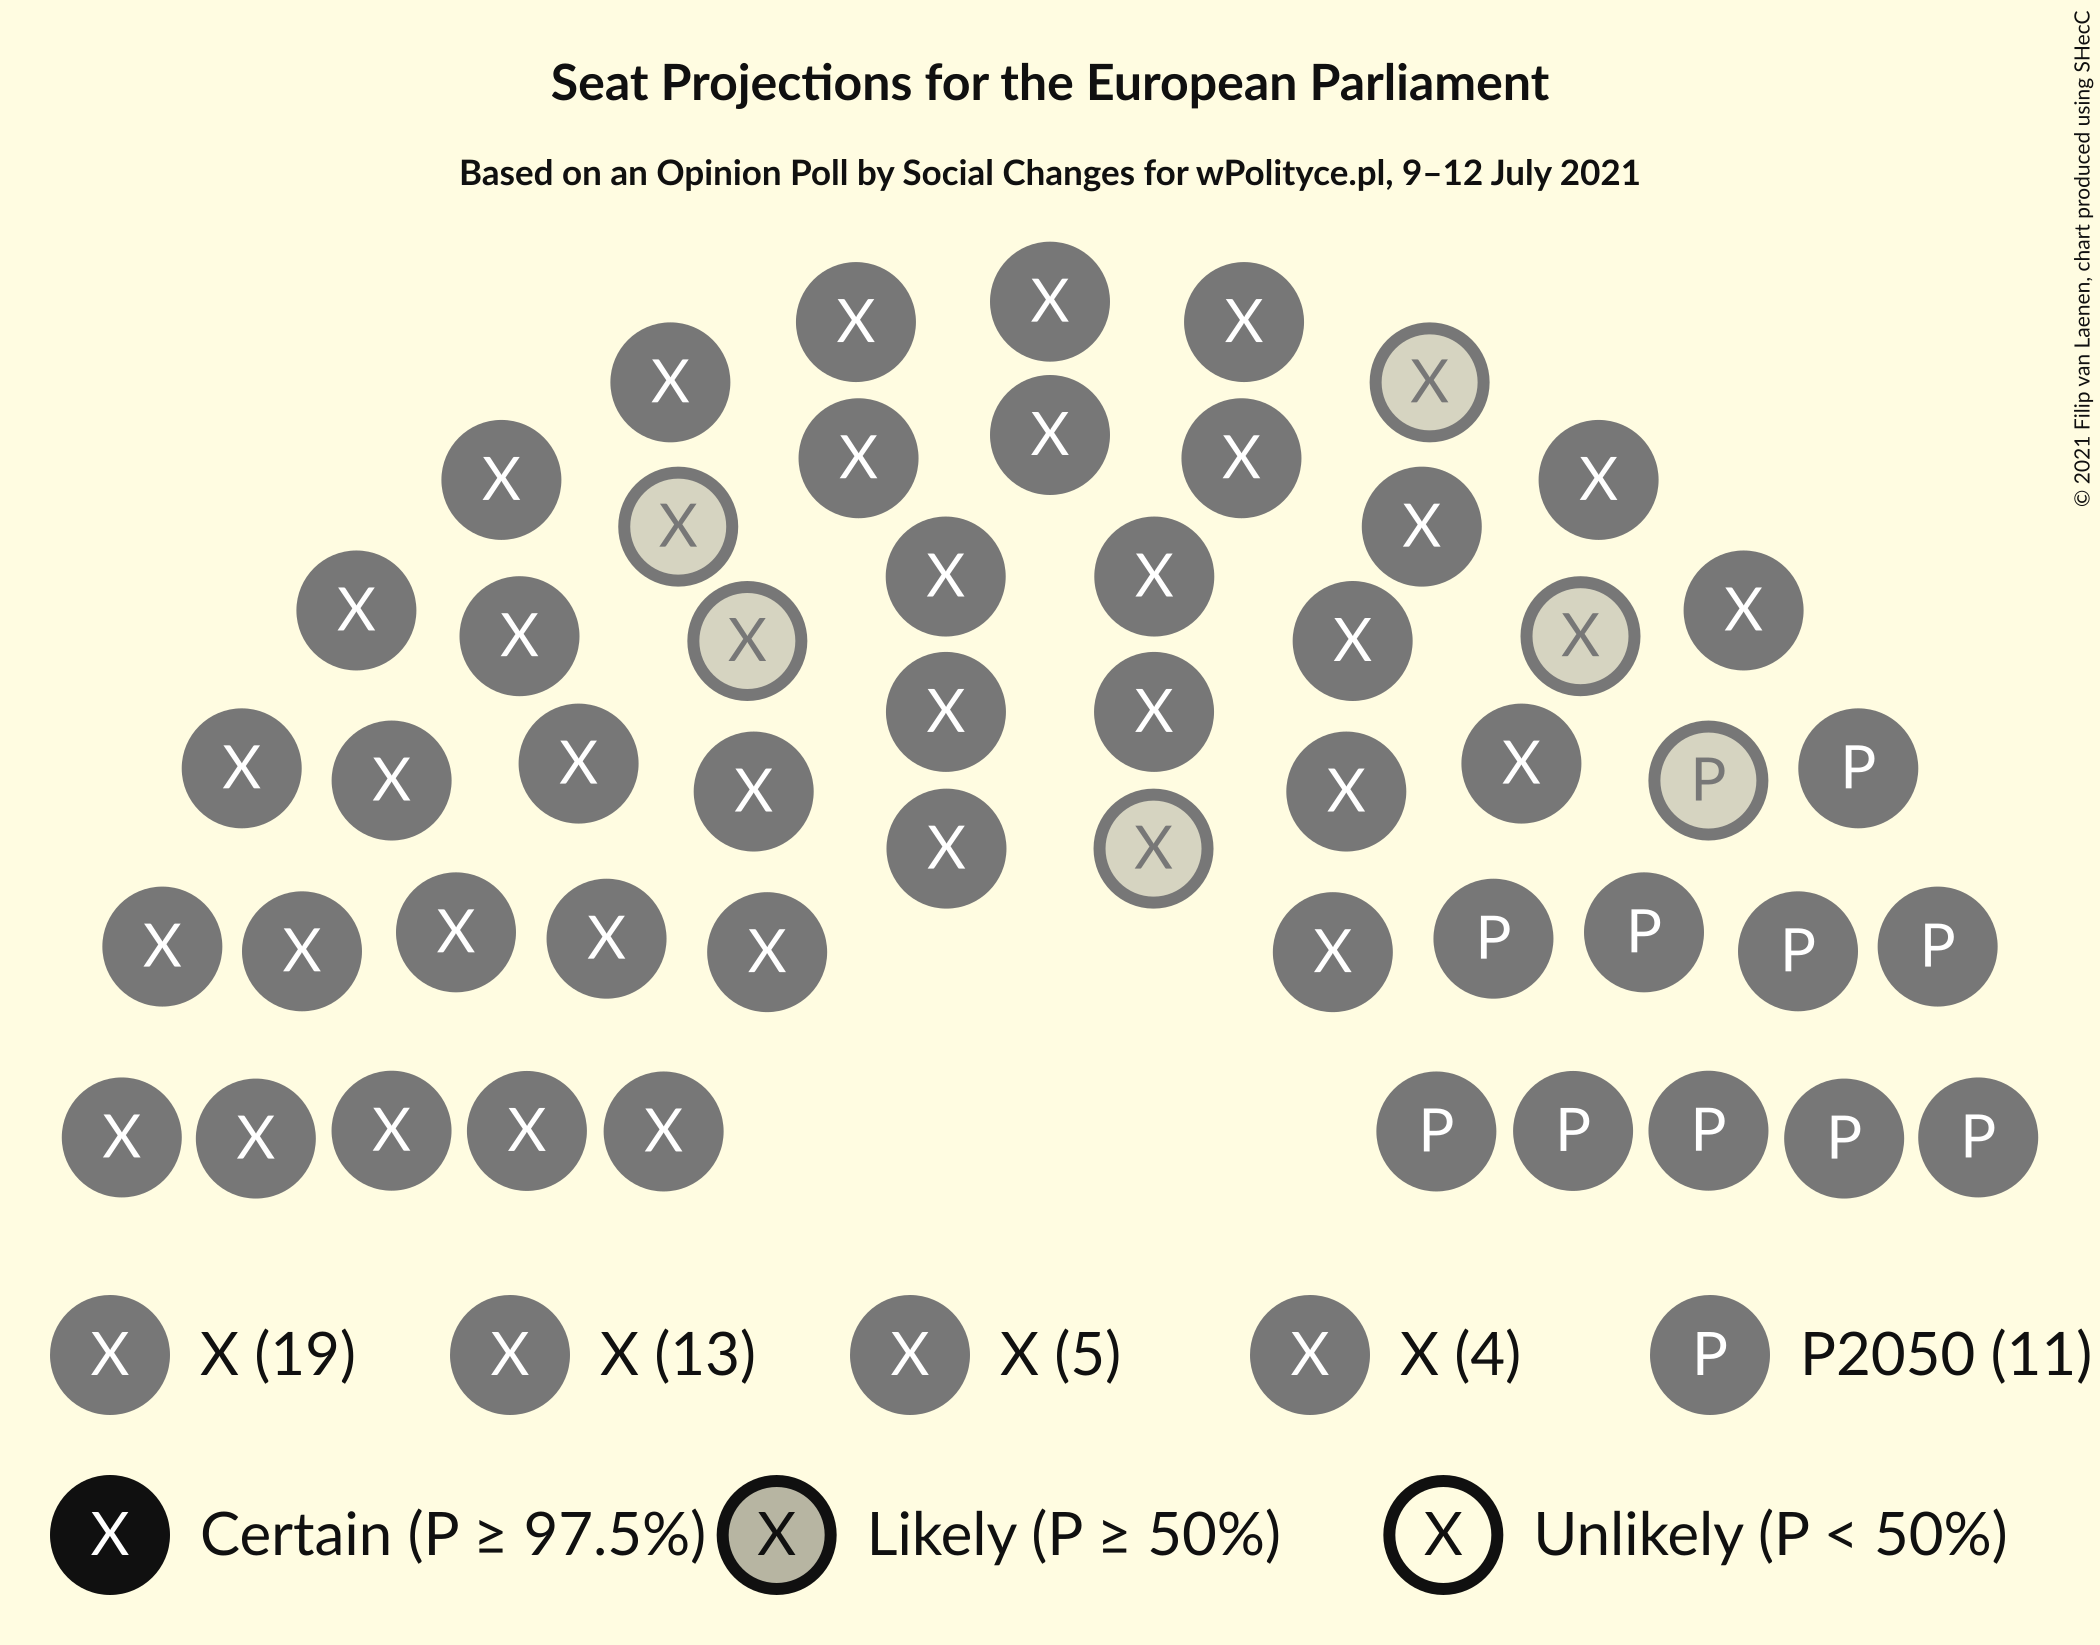 Seat Projections for the European Parliament
Based on an Opinion Poll by Social Changes for wPolityce.pl, 9–12 July 2021
© 2021 Filip van Laenen, chart produced using SHecC
X X X
X X
X X X
X X
X X
X X
X X
X X X X
X X
X X
X X
X X P P
X X
X X
X X X P P
X X X P P
X X X P
X X X X X P P P P P
X X (19) X X (13) X X (5) X X (4) P P2050 (11)
X Certain (P ≥ 97.5%) X Likely (P ≥ 50%) X Unlikely (P < 50%)